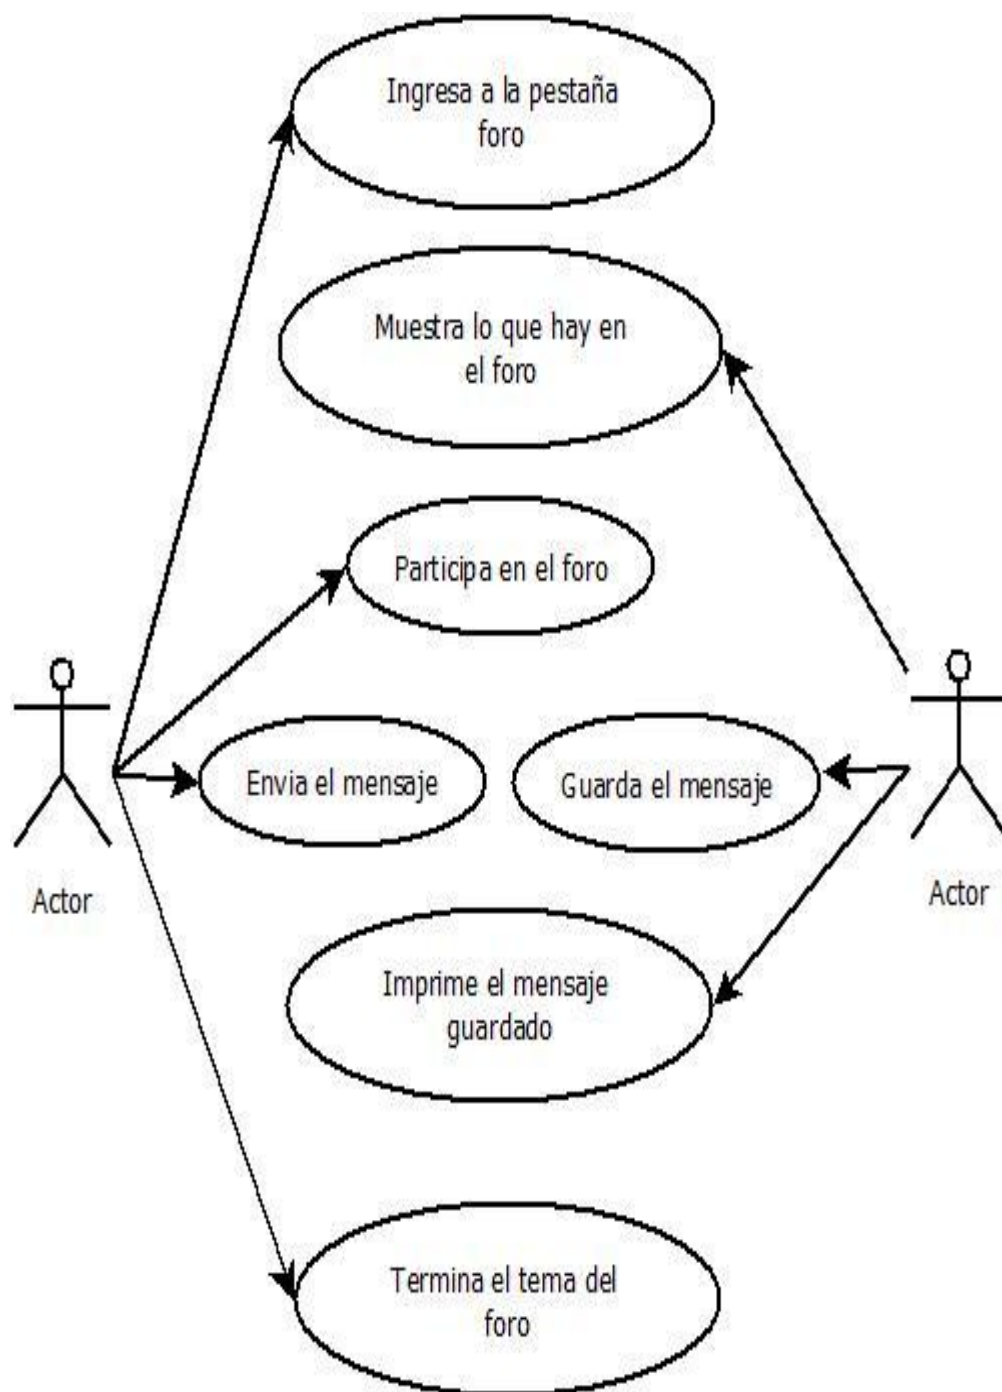 Ingresa a la pestaña
foro
Muestra lo que hay en
el foro
Participa en el foro
Envia el mensaje
Guarda el mensaje
Actor
Actor
Imprime el mensaje
guardado
Termina el tema del
foro